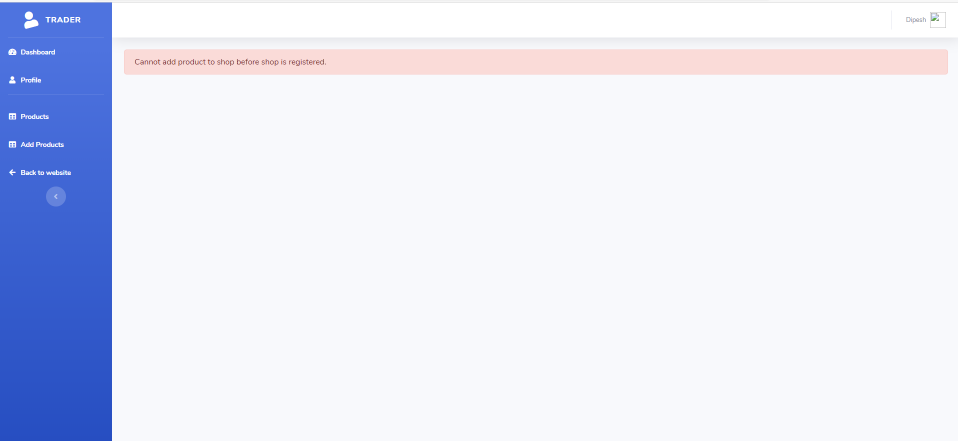 TRADER
Dipesh
Dashboard
Cannot add product to shop before shop is registered.
Profile
Products
Add Products
Back to website